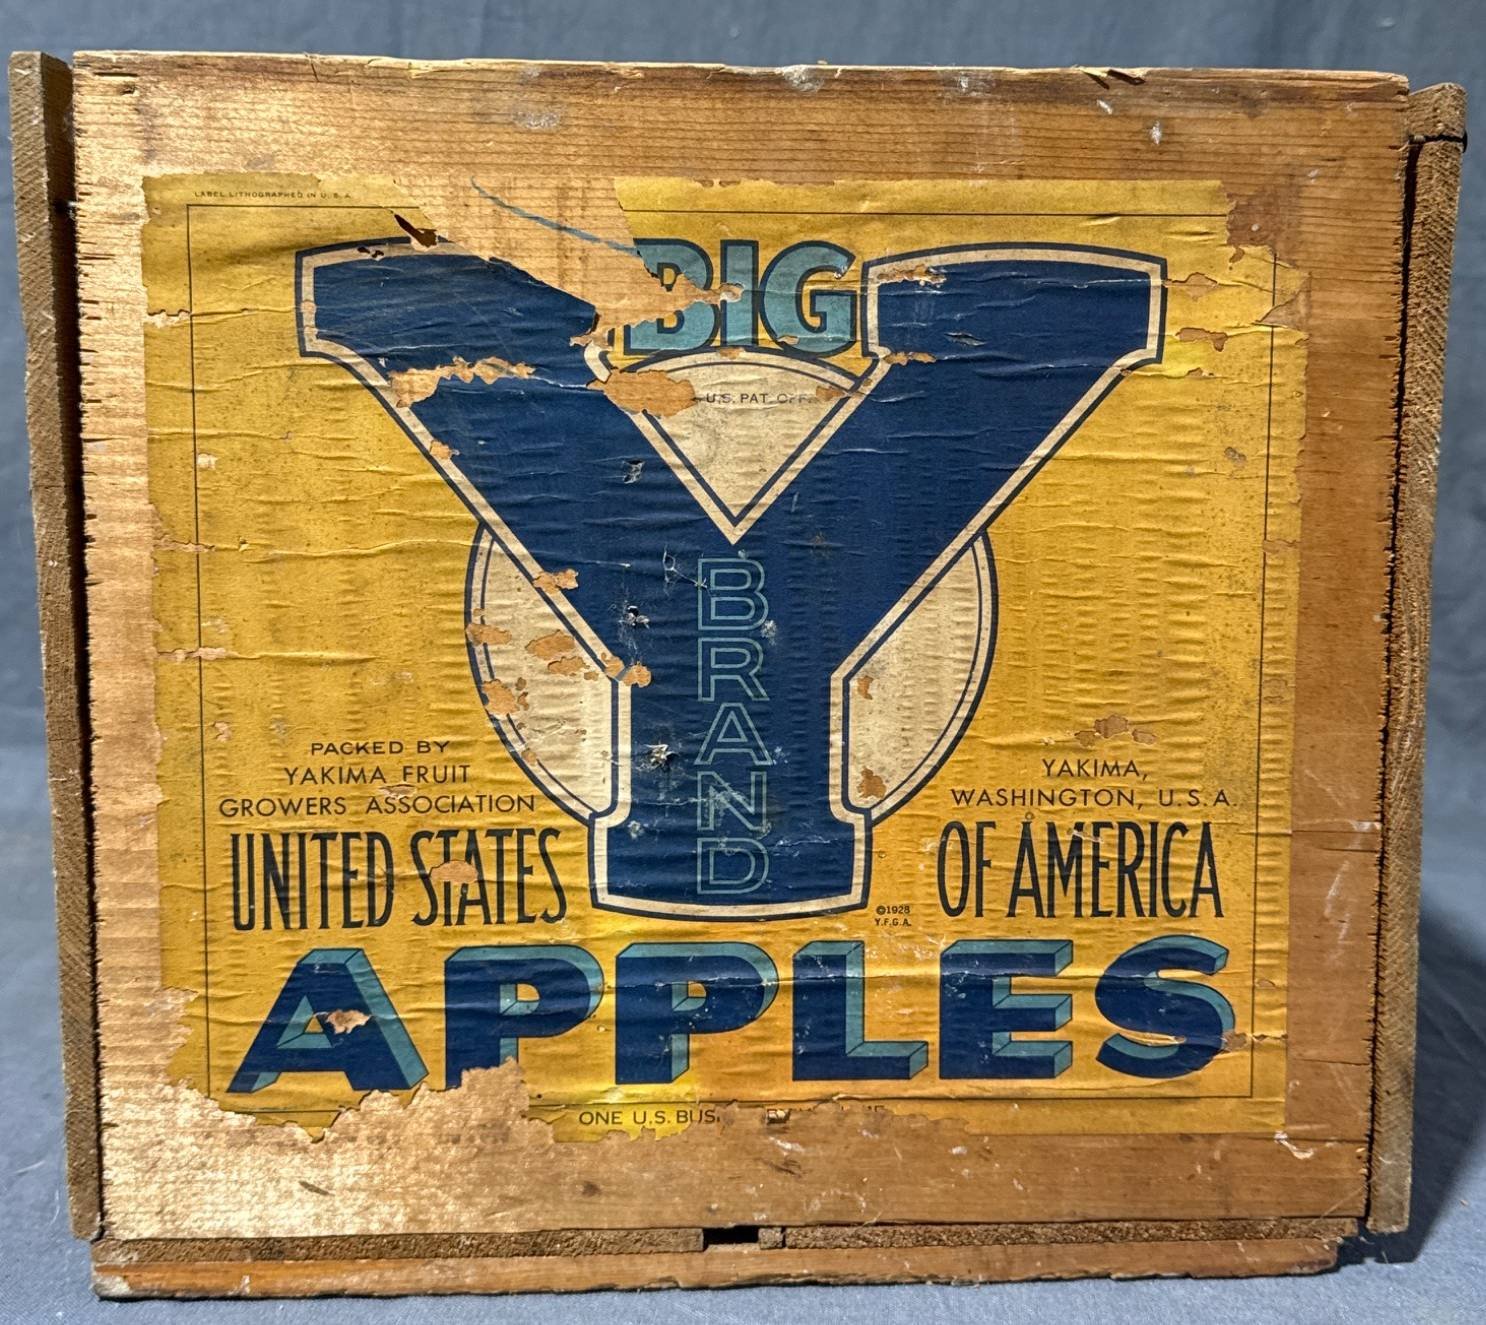 LABEL LITHOGRAPHED IN U.S.A.
BIG
Y
U.S. PAT. OFF.
BRAND
PACKED BY
YAKIMA FRUIT
GROWERS ASSOCIATION
YAKIMA,
WASHINGTON, U.S.A.
UNITED STATES OF AMERICA
©1928
Y.F.G.A.
APPLES
ONE U.S.